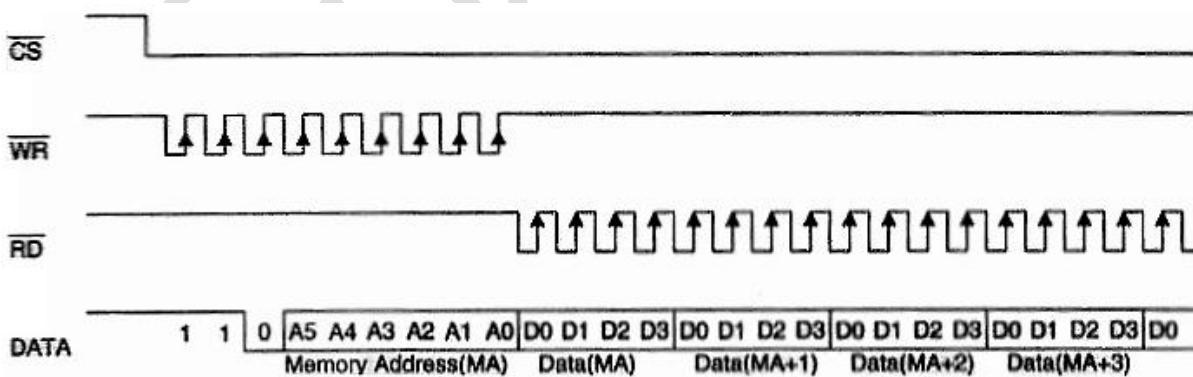 CS
WR
RD
DATA 1 1 0 A5 A4 A3 A2 A1 A0 D0 D1 D2 D3 D0 D1 D2 D3 D0 D1 D2 D3 D0 D1 D2 D3 D0
Memory Address(MA) Data(MA) Data(MA+1) Data(MA+2) Data(MA+3)